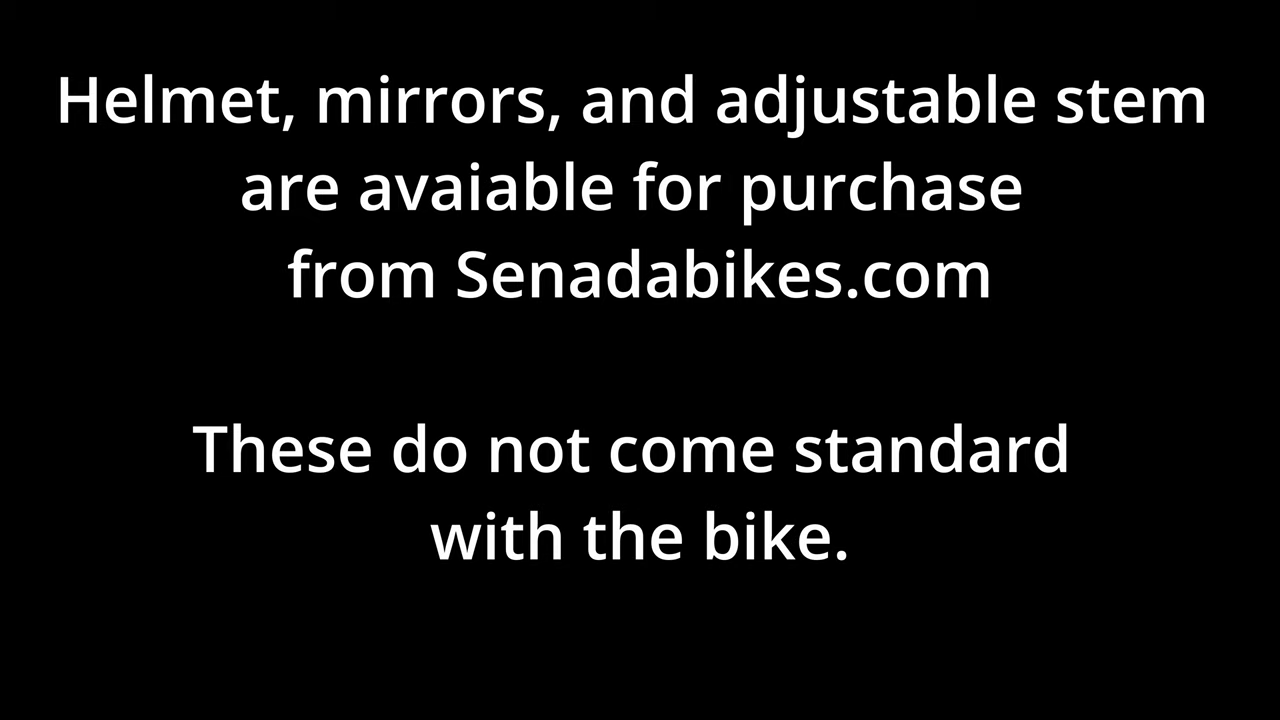 Helmet, mirrors, and adjustable stem
are avaiable for purchase
from Senadabikes.com
These do not come standard
with the bike.